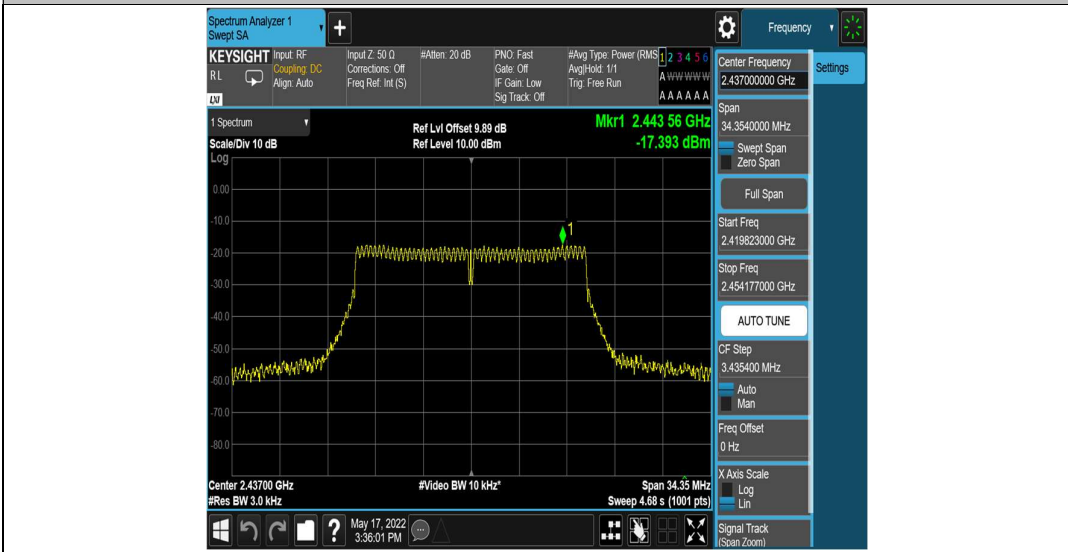 Spectrum Analyzer 1
Swept SA
+
Frequency
KEYSIGHT
RL
LXI
Input: RF
Coupling: DC
Align: Auto
Input Z: 50 Ω
Corrections: Off
Freq Ref: Int (S)
#Atten: 20 dB
PNO: Fast
Gate: Off
IF Gain: Low
Sig Track: Off
#Avg Type: Power (RMS
Avg|Hold: 1/1
Trig: Free Run
1 2 3 4 5 6
A W W W W W
A A A A A A
1 Spectrum
Scale/Div 10 dB
Log
Ref Lvl Offset 9.89 dB
Ref Level 10.00 dBm
Mkr1 2.443 56 GHz
-17.393 dBm
0.00
-10.0
1
-20.0
-30.0
-40.0
-50.0
-60.0
-70.0
-80.0
Center 2.43700 GHz
#Res BW 3.0 kHz
#Video BW 10 kHz*
Span 34.35 MHz
Sweep 4.68 s (1001 pts)
May 17, 2022
3:36:01 PM
?
Settings
Center Frequency
2.437000000 GHz
Span
34.3540000 MHz
Swept Span
Zero Span
Full Span
Start Freq
2.419823000 GHz
Stop Freq
2.454177000 GHz
AUTO TUNE
CF Step
3.435400 MHz
Auto
Man
Freq Offset
0 Hz
X Axis Scale
Log
Lin
Signal Track
(Span Zoom)